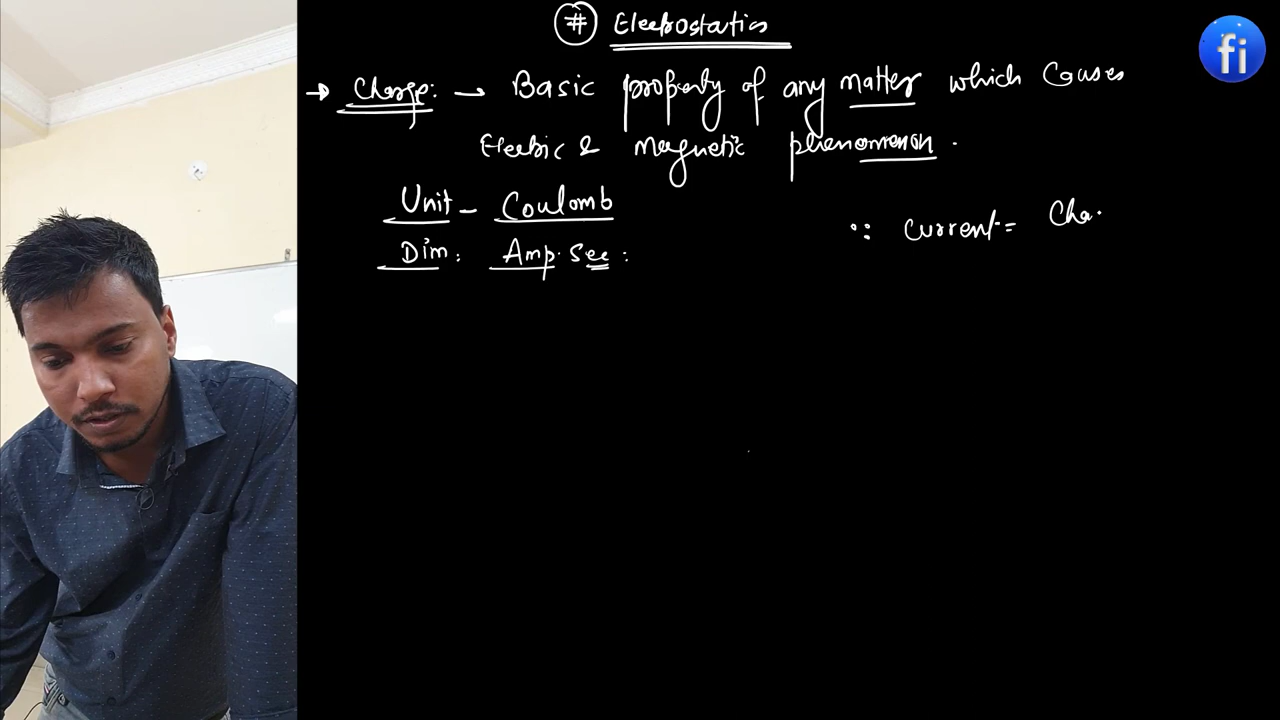 # Electrostatics
→ Charge: → Basic property of any matter which causes
Electric & Magnetic phenomenon.
Unit - Coulomb
Dim: Amp. Sec:
∵ Current = Cha.
fi